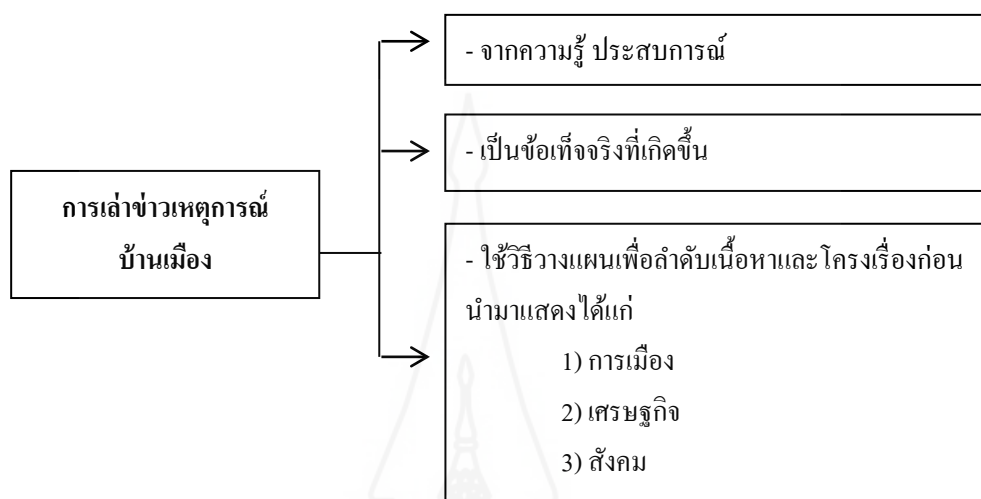 - จากความรู้ ประสบการณ์
- เป็นข้อเท็จจริงที่เกิดขึ้น
การเล่าข่าวเหตุการณ์
บ้านเมือง
- ใช้วิธีวางแผนเพื่อลำดับเนื้อหาและโครงเรื่องก่อน
นำมาแสดงได้แก่
1) การเมือง
2) เศรษฐกิจ
3) สังคม